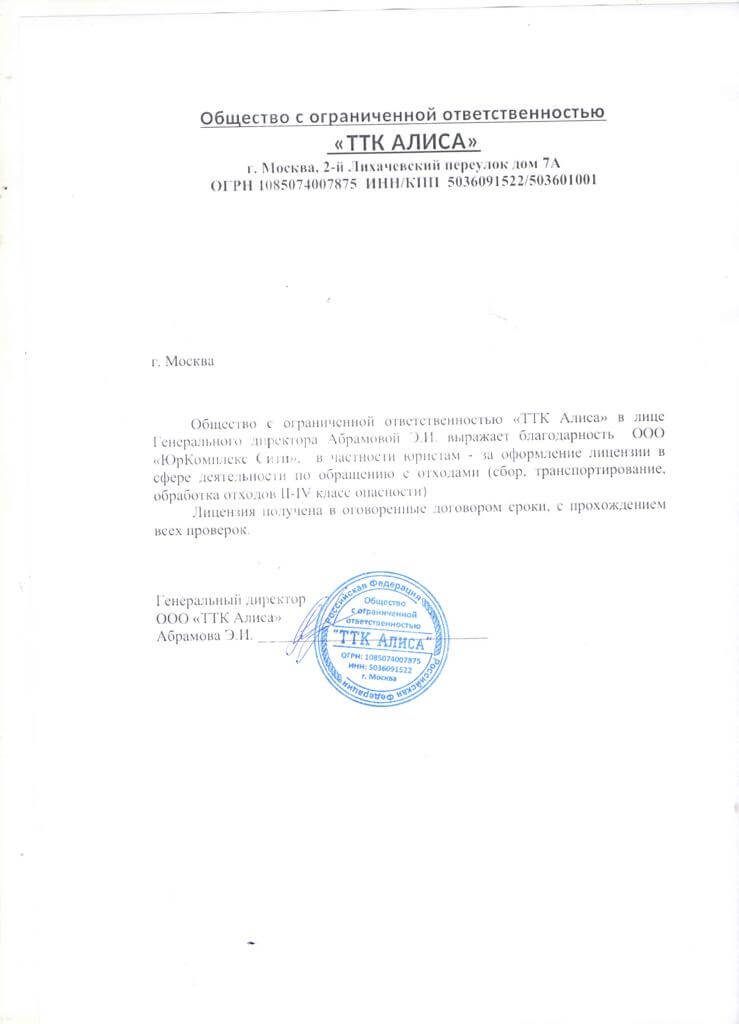 Общество с ограниченной ответственностью
«ТТК АЛИСА»
г. Москва, 2-й Лихачевский переулок дом 7А
ОГРН 1085074007875 ИНН/КПП 5036091522/503601001
г. Москва
Общество с ограниченной ответственностью «ТТК Алиса» в лице
Генерального директора Абрамовой Э.И. выражает благодарность ООО
«ЮрКомплекс Сити», в частности юристам - за оформление лицензии в
сфере деятельности по обращению с отходами (сбор, транспортирование,
обработка отходов II-IV класс опасности)
Лицензия получена в оговоренные договором сроки, с прохождением
всех проверок.
Генеральный директор
ООО «ТТК Алиса»
Абрамова Э.И.
Российская Федерация
Общество
с ограниченной
ответственностью
"ТТК АЛИСА"
ОГРН: 1085074007875
ИНН: 5036091522
г. Москва
Российская Федерация